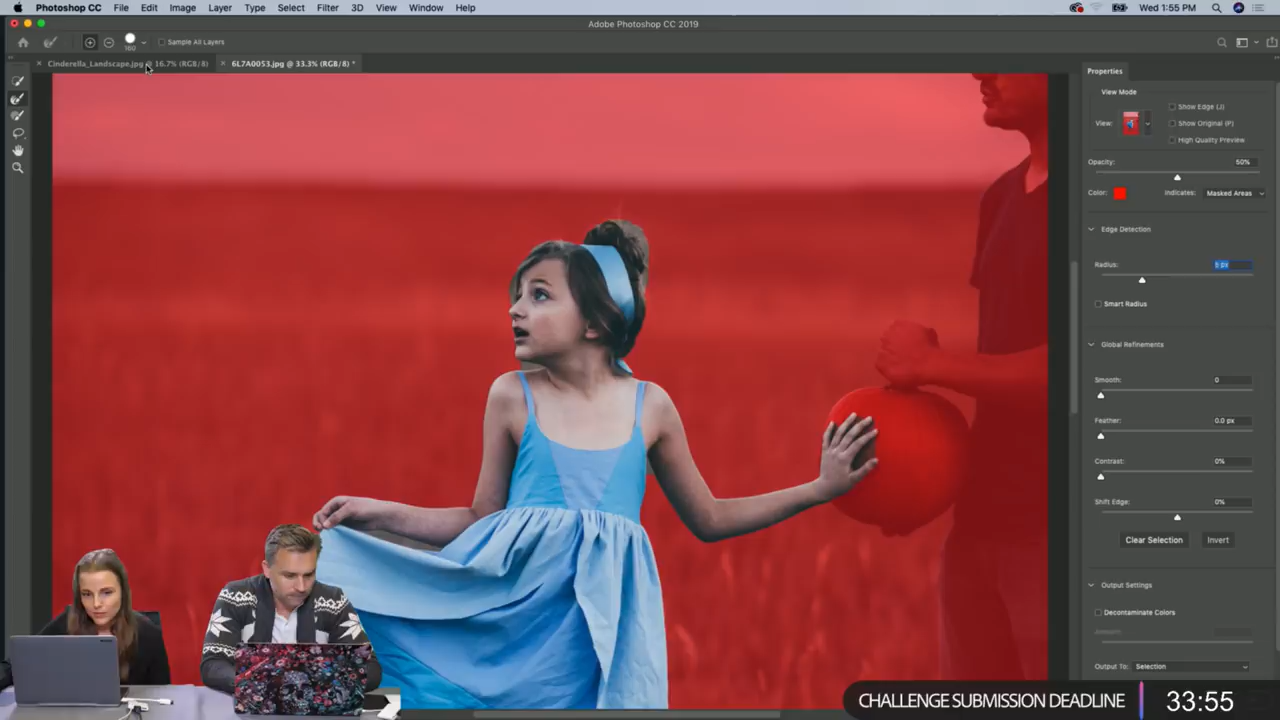 Photoshop CC File Edit Image Layer Type Select Filter 3D View Window Help Wed 1:55 PM
Adobe Photoshop CC 2019
160 Sample All Layers
Cinderella_Landscape.jpg @ 16.7% (RGB/8) 6L7A0053.jpg @ 33.3% (RGB/8) *
Properties
View Mode
Show Edge (J)
View: Show Original (P)
High Quality Preview
Opacity: 50%
Color: Indicates: Masked Areas
Edge Detection
Radius: 5 px
Smart Radius
Global Refinements
Smooth: 0
Feather: 0.0 px
Contrast: 0%
Shift Edge: 0%
Clear Selection Invert
Output Settings
Decontaminate Colors
Amount:
Output To: Selection
CHALLENGE SUBMISSION DEADLINE 33:55